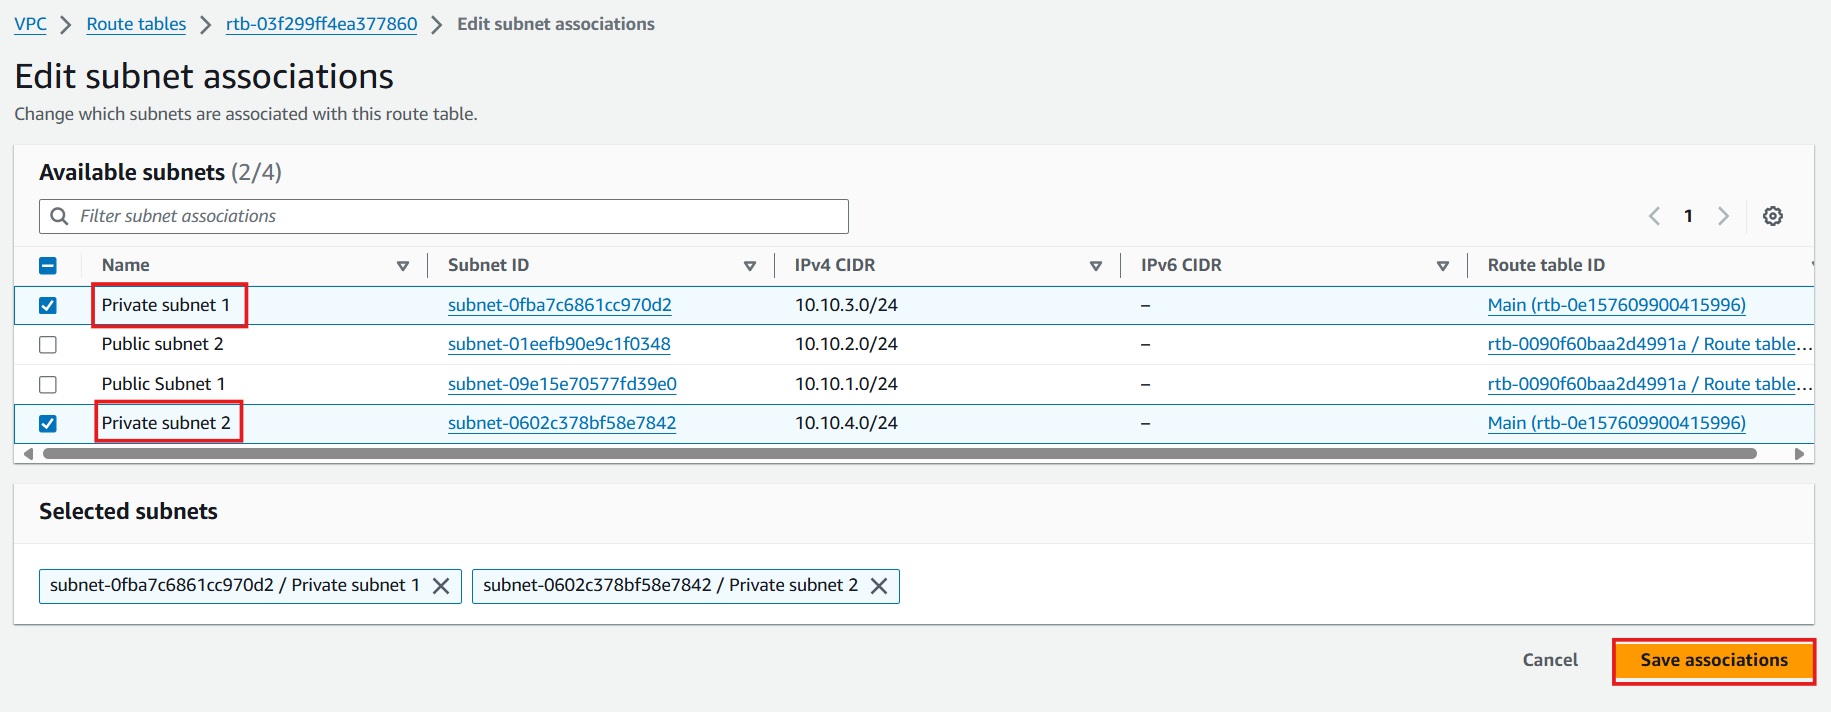 VPC > Route tables > rtb-03f299ff4ea377860 > Edit subnet associations
Edit subnet associations
Change which subnets are associated with this route table.
Available subnets (2/4)
Filter subnet associations
1
Name Subnet ID IPv4 CIDR IPv6 CIDR Route table ID
Private subnet 1 subnet-0fba7c6861cc970d2 10.10.3.0/24 – Main (rtb-0e157609900415996)
Public subnet 2 subnet-01eefb90e9c1f0348 10.10.2.0/24 – rtb-0090f60baa2d4991a / Route table...
Public Subnet 1 subnet-09e15e70577fd39e0 10.10.1.0/24 – rtb-0090f60baa2d4991a / Route table...
Private subnet 2 subnet-0602c378bf58e7842 10.10.4.0/24 – Main (rtb-0e157609900415996)
Selected subnets
subnet-0fba7c6861cc970d2 / Private subnet 1 subnet-0602c378bf58e7842 / Private subnet 2
Cancel Save associations